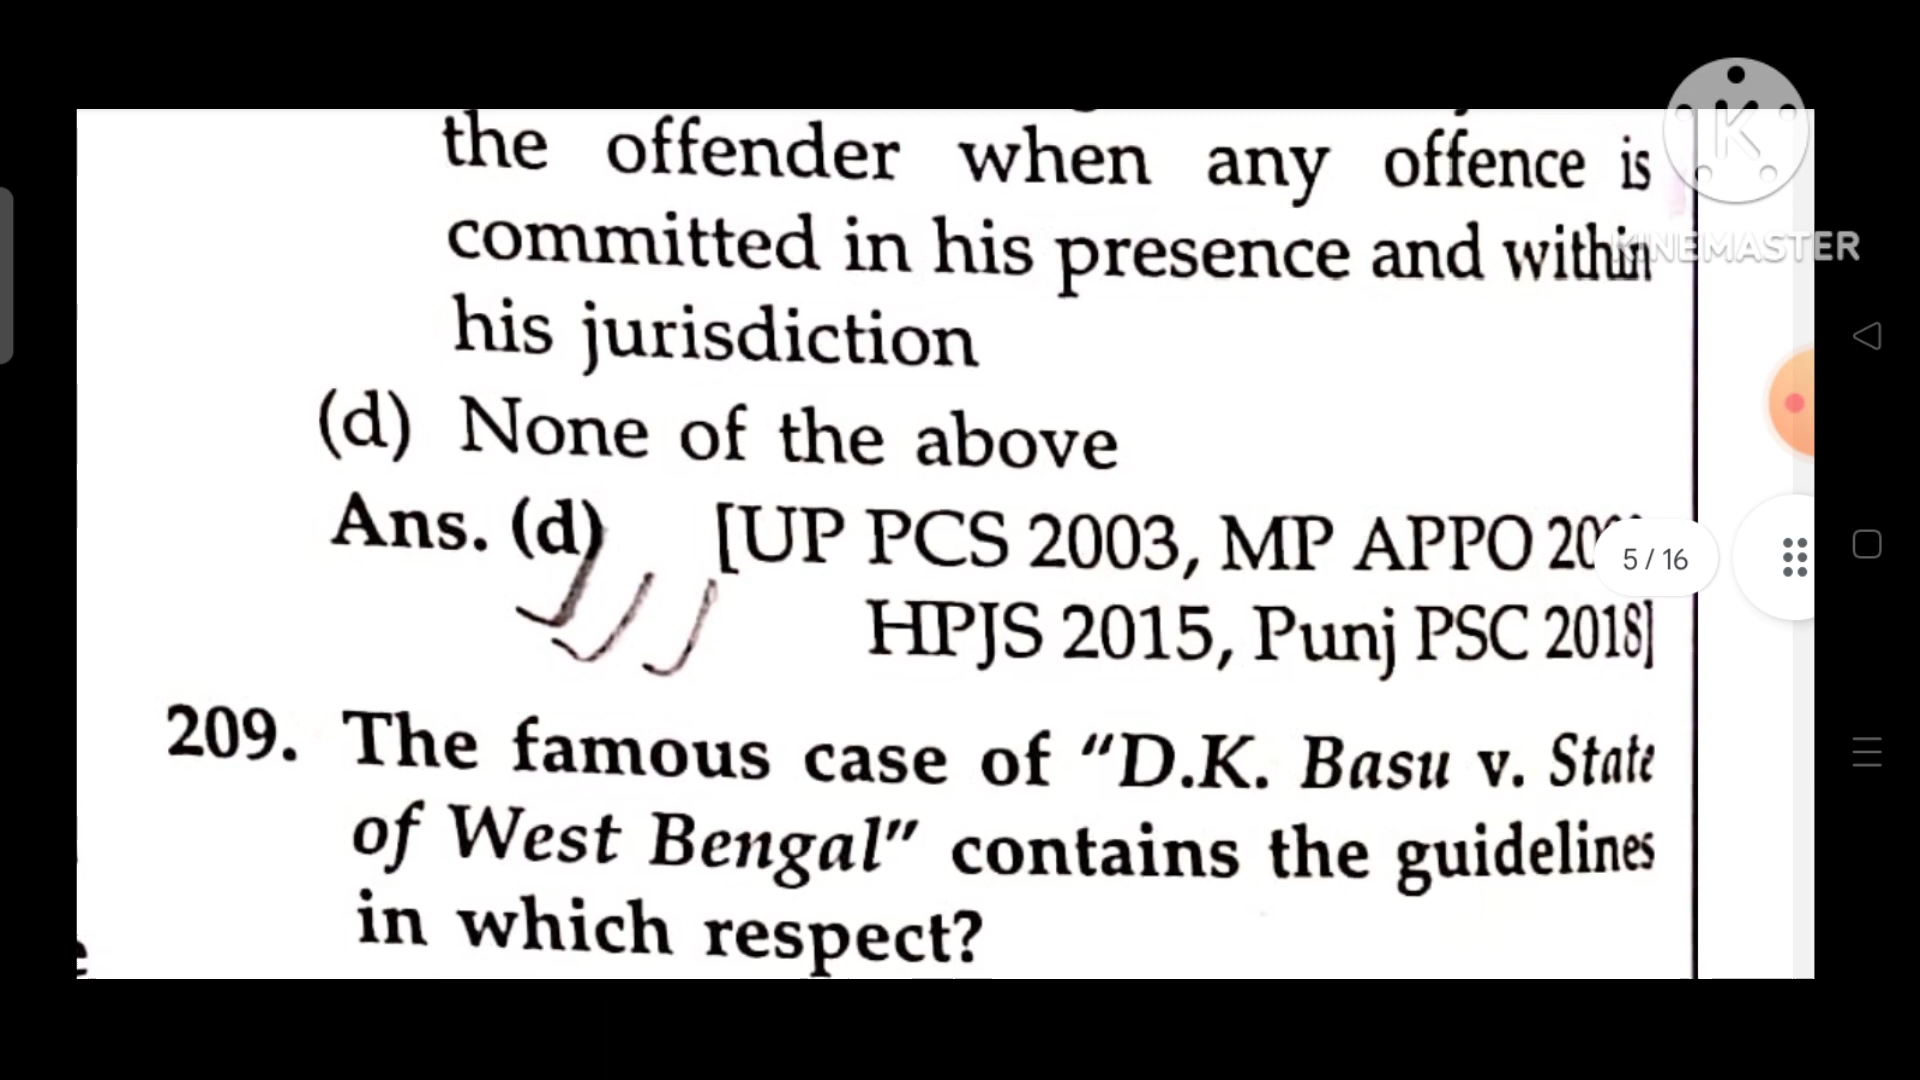 the offender when any offence is
committed in his presence and within
his jurisdiction
(d) None of the above
Ans. (d) [UP PCS 2003, MP APPO
HPJS 2015, Punj PSC 2018]
209. The famous case of "D.K. Basu v. State
of West Bengal" contains the guidelines
in which respect?
5 / 16
K
KINEMASTER